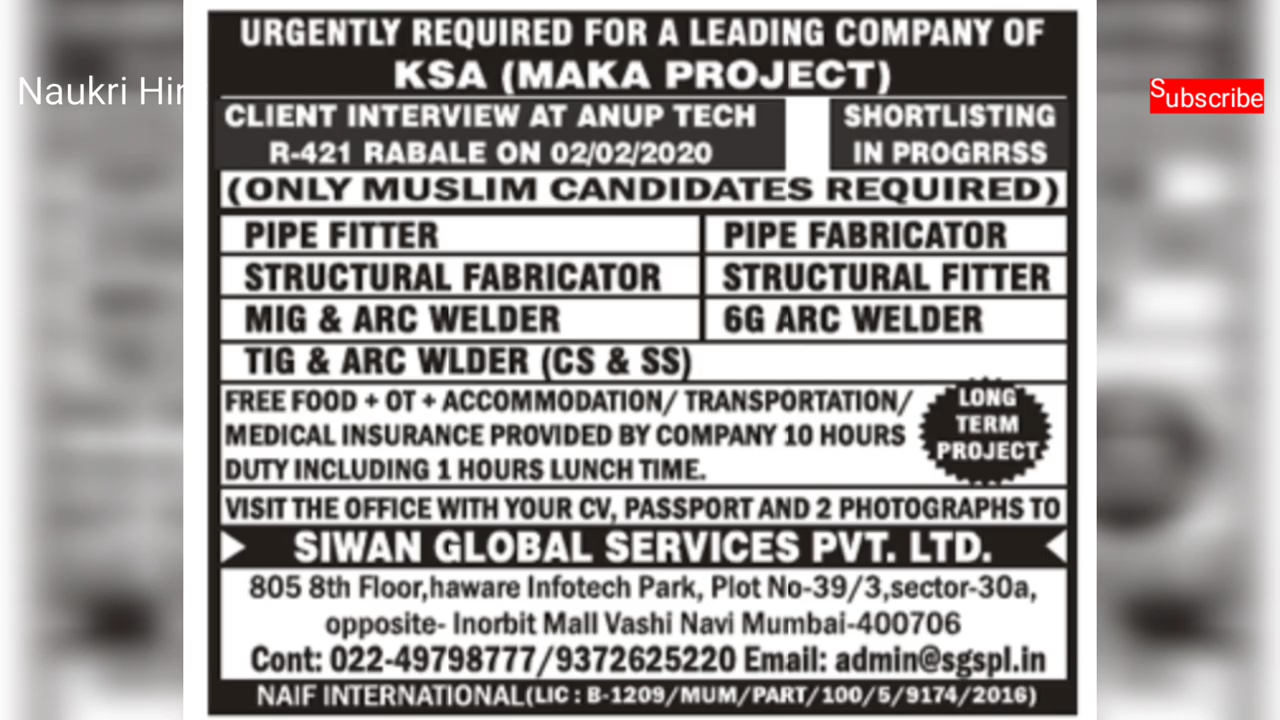 URGENTLY REQUIRED FOR A LEADING COMPANY OF
KSA (MAKA PROJECT)
Naukri Hin
Subscribe
CLIENT INTERVIEW AT ANUP TECH
R-421 RABALE ON 02/02/2020
SHORTLISTING
IN PROGRRSS
(ONLY MUSLIM CANDIDATES REQUIRED)
PIPE FITTER
PIPE FABRICATOR
STRUCTURAL FABRICATOR
STRUCTURAL FITTER
MIG & ARC WELDER
6G ARC WELDER
TIG & ARC WLDER (CS & SS)
FREE FOOD + OT + ACCOMMODATION/ TRANSPORTATION/
MEDICAL INSURANCE PROVIDED BY COMPANY 10 HOURS
DUTY INCLUDING 1 HOURS LUNCH TIME.
LONG
TERM
PROJECT
VISIT THE OFFICE WITH YOUR CV, PASSPORT AND 2 PHOTOGRAPHS TO
SIWAN GLOBAL SERVICES PVT. LTD.
805 8th Floor,haware Infotech Park, Plot No-39/3,sector-30a,
opposite- Inorbit Mall Vashi Navi Mumbai-400706
Cont: 022-49798777/9372625220 Email: admin@sgspl.in
NAIF INTERNATIONAL(LIC : B-1209/MUM/PART/100/5/9174/2016)